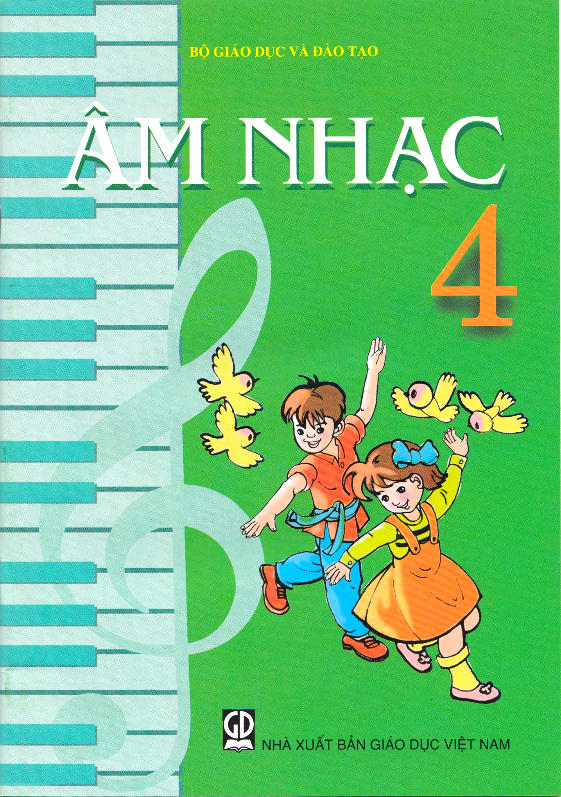 BỘ GIÁO DỤC VÀ ĐÀO TẠO
ÂM NHẠC
4
GD
NHÀ XUẤT BẢN GIÁO DỤC VIỆT NAM